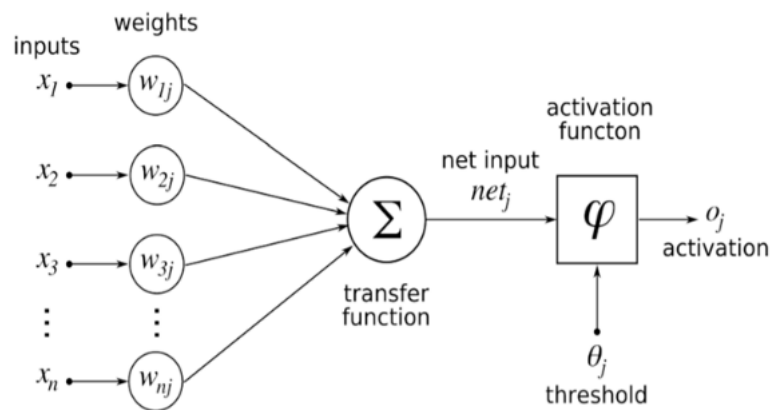 weights
inputs
x1 w1j
activation
functon
x2 w2j
net input
netj
Σ
φ
oj
activation
x3 w3j
transfer
function
⋮ ⋮
θj
xn wnj
threshold